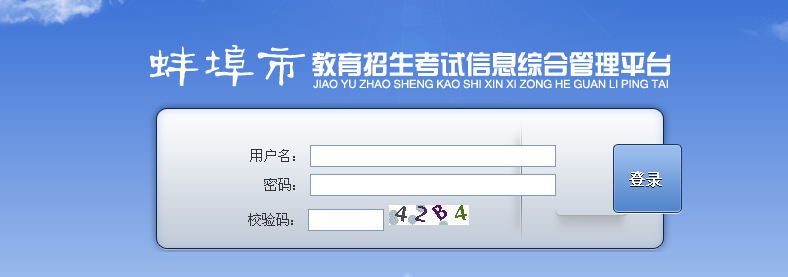 蚌埠市教育招生考试信息综合管理平台
JIAO YU ZHAO SHENG KAO SHI XIN XI ZONG HE GUAN LI PING TAI
用户名：
密码：
登录
校验码： 42B4